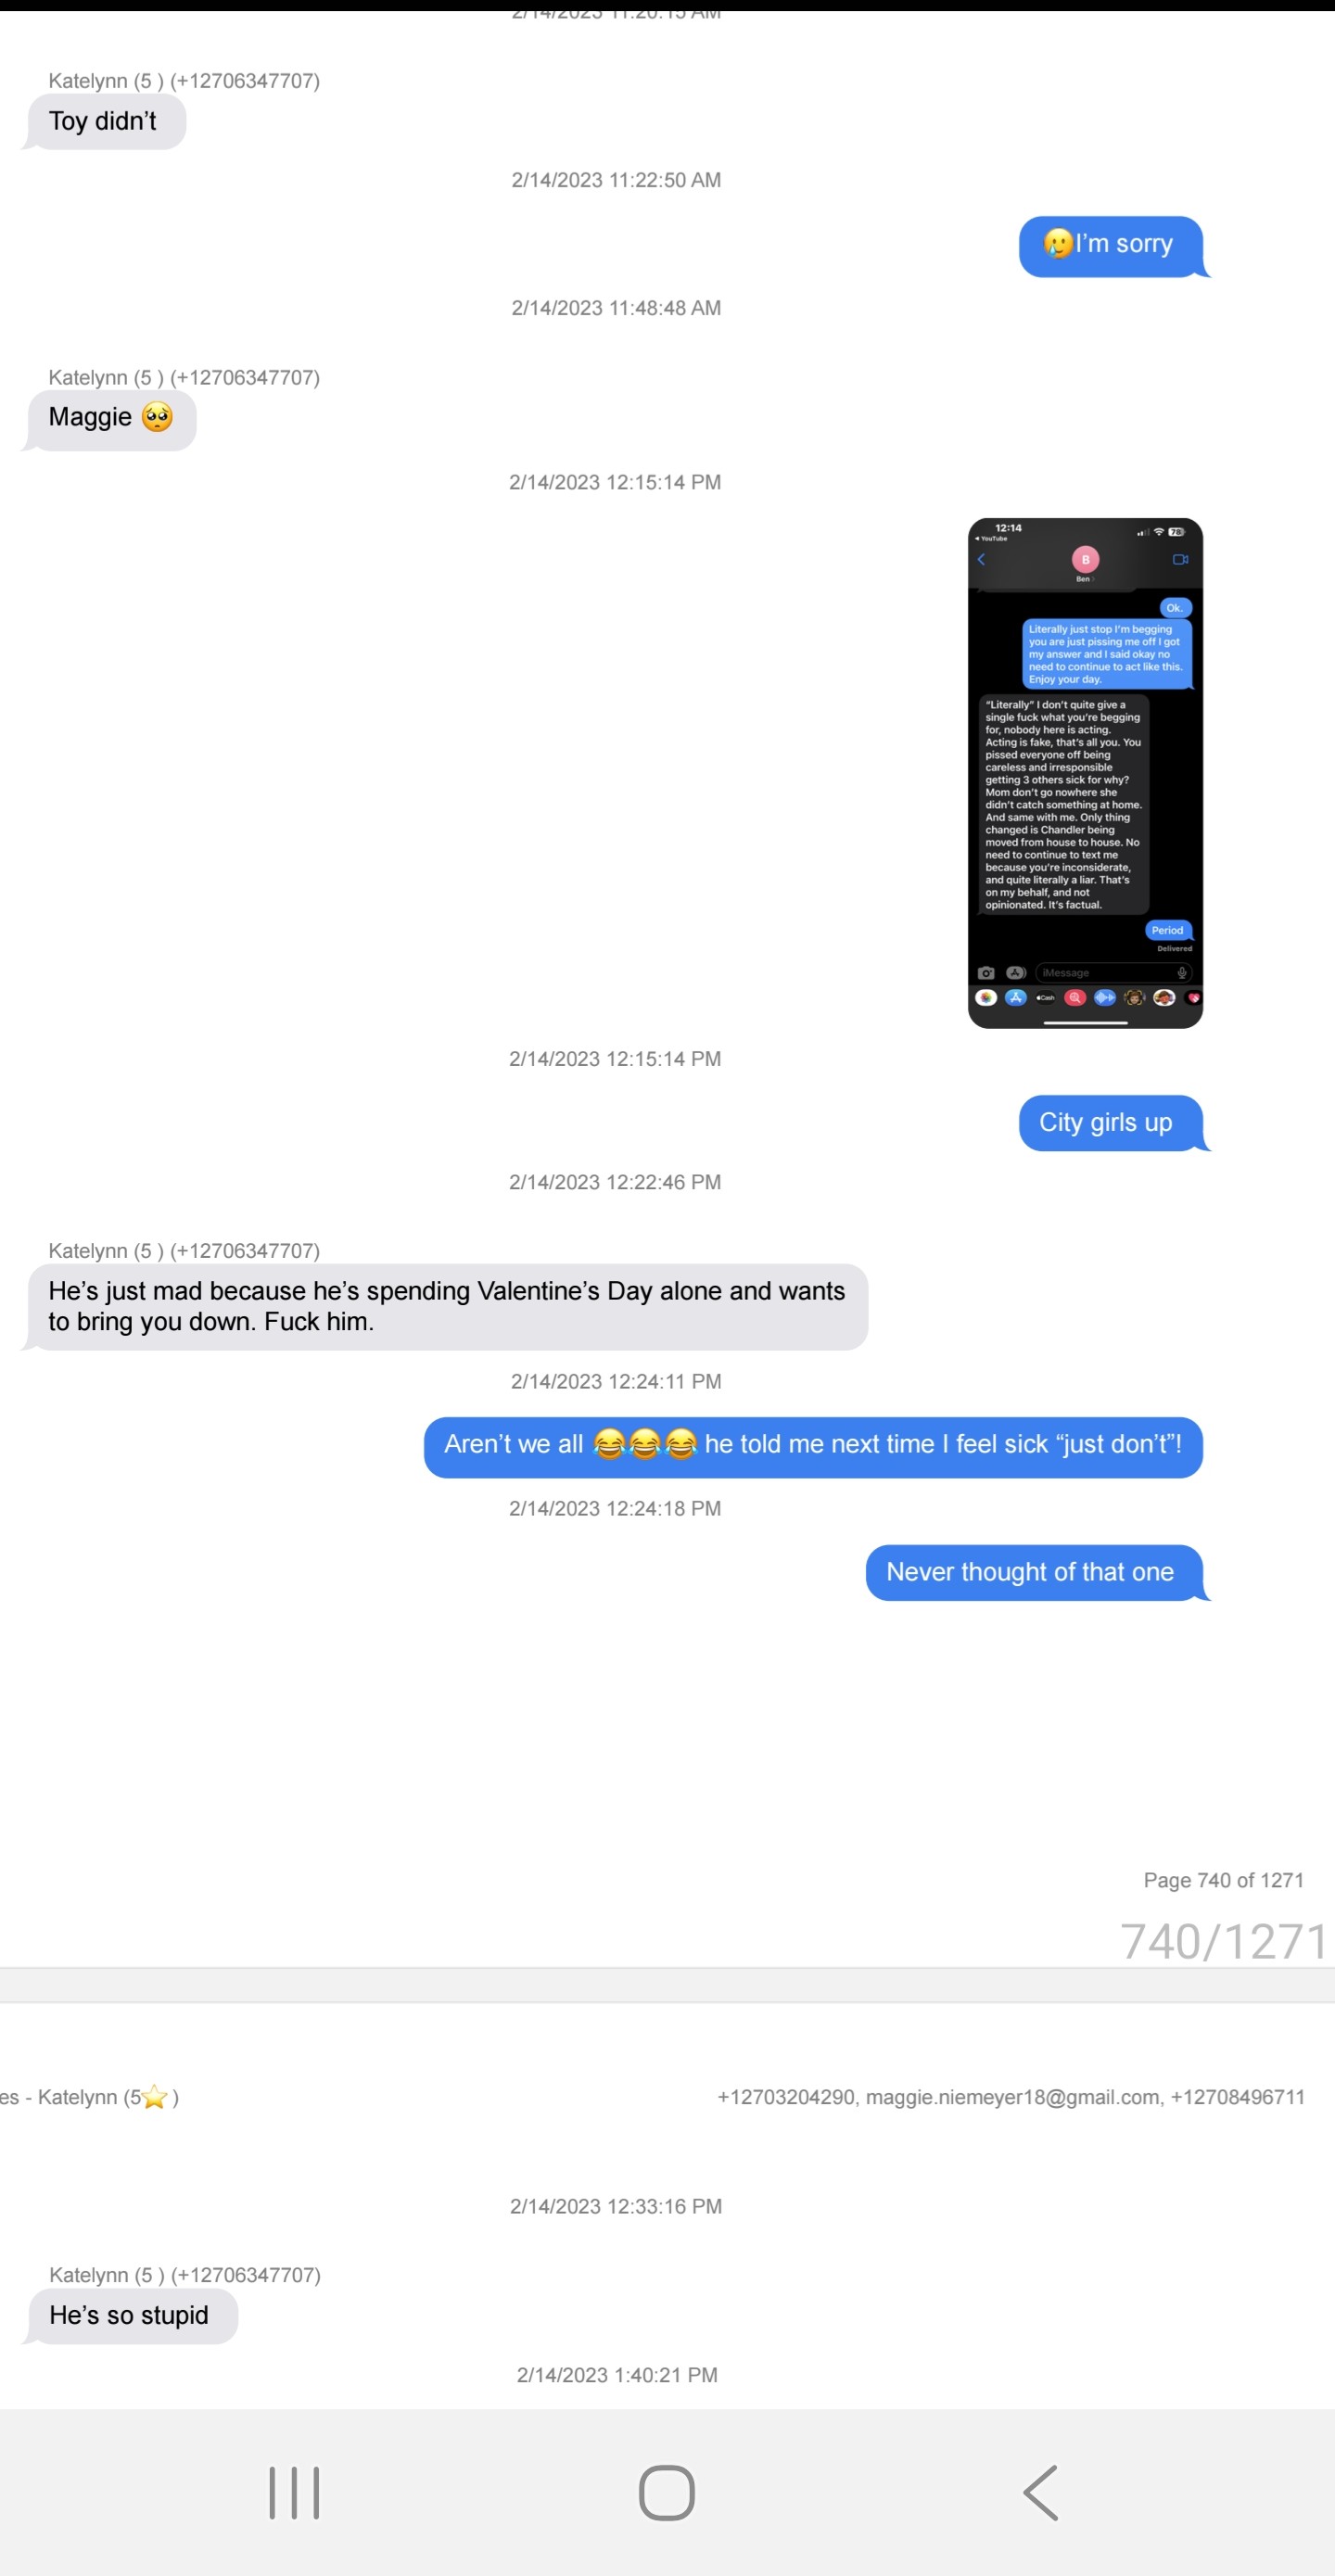 2/14/2023 11:20:15 AM
Katelynn (5 ) (+12706347707)
Toy didn’t
2/14/2023 11:22:50 AM
🥲I’m sorry
2/14/2023 11:48:48 AM
Katelynn (5 ) (+12706347707)
Maggie 🥺
2/14/2023 12:15:14 PM
12:14
YouTube
78
B
Ben
Ok.
Literally just stop I’m begging
you are just pissing me off I got
my answer and I said okay no
need to continue to act like this.
Enjoy your day.
“Literally” I don’t quite give a
single fuck what you’re begging
for, nobody here is acting.
Acting is fake, that’s all you. You
pissed everyone off being
careless and irresponsible
getting 3 others sick for why?
Mom don’t go nowhere she
didn’t catch something at home.
And same with me. Only thing
changed is Chandler being
moved from house to house. No
need to continue to text me
because you’re inconsiderate,
and quite literally a liar. That’s
on my behalf, and not
opinionated. It’s factual.
Period
Delivered
iMessage
Cash
2/14/2023 12:15:14 PM
City girls up
2/14/2023 12:22:46 PM
Katelynn (5 ) (+12706347707)
He’s just mad because he’s spending Valentine’s Day alone and wants
to bring you down. Fuck him.
2/14/2023 12:24:11 PM
Aren’t we all 😂😂😂 he told me next time I feel sick “just don’t”!
2/14/2023 12:24:18 PM
Never thought of that one
Page 740 of 1271
740/1271
es - Katelynn (5⭐ )
+12703204290, maggie.niemeyer18@gmail.com, +12708496711
2/14/2023 12:33:16 PM
Katelynn (5 ) (+12706347707)
He’s so stupid
2/14/2023 1:40:21 PM